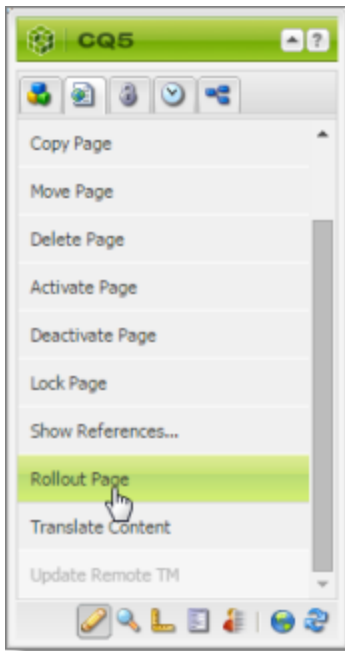 CQ5
?
Copy Page
Move Page
Delete Page
Activate Page
Deactivate Page
Lock Page
Show References...
Rollout Page
Translate Content
Update Remote TM